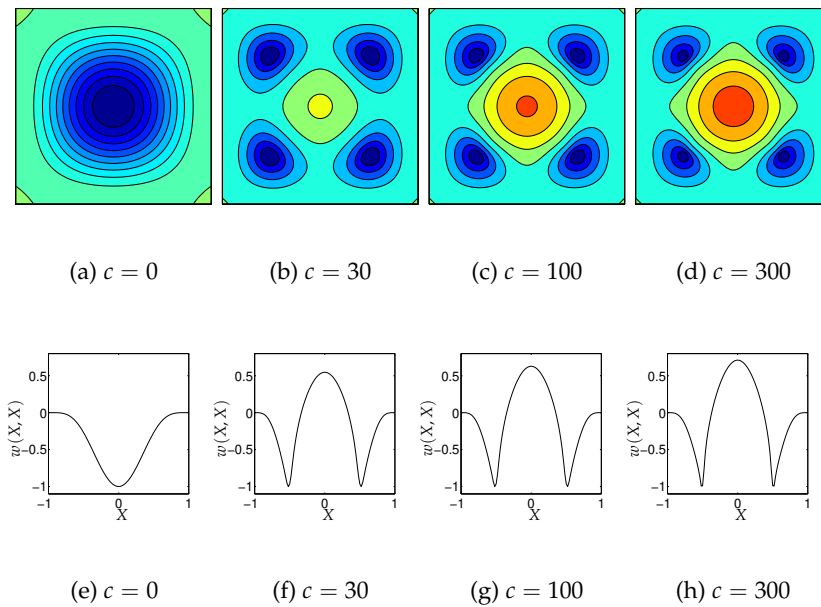 (a) c = 0
(b) c = 30
(c) c = 100
(d) c = 300
0.5
0
−0.5
−1
−1
0
1
w(X, X)
X
0.5
0
−0.5
−1
−1
0
1
w(X, X)
X
0.5
0
−0.5
−1
−1
0
1
w(X, X)
X
0.5
0
−0.5
−1
−1
0
1
w(X, X)
X
(e) c = 0
(f) c = 30
(g) c = 100
(h) c = 300